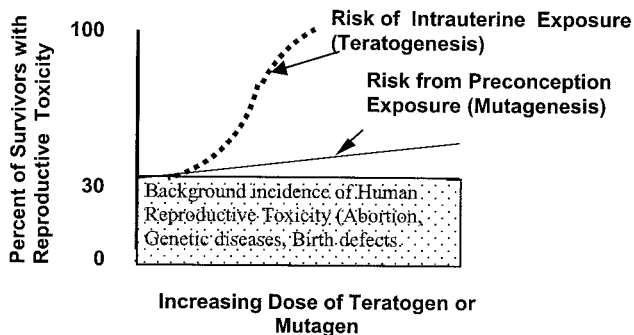 Percent of Survivors with
Reproductive Toxicity
100
30
0
Risk of Intrauterine Exposure
(Teratogenesis)
Risk from Preconception
Exposure (Mutagenesis)
Background incidence of Human
Reproductive Toxicity (Abortion,
Genetic diseases, Birth defects.
Increasing Dose of Teratogen or
Mutagen